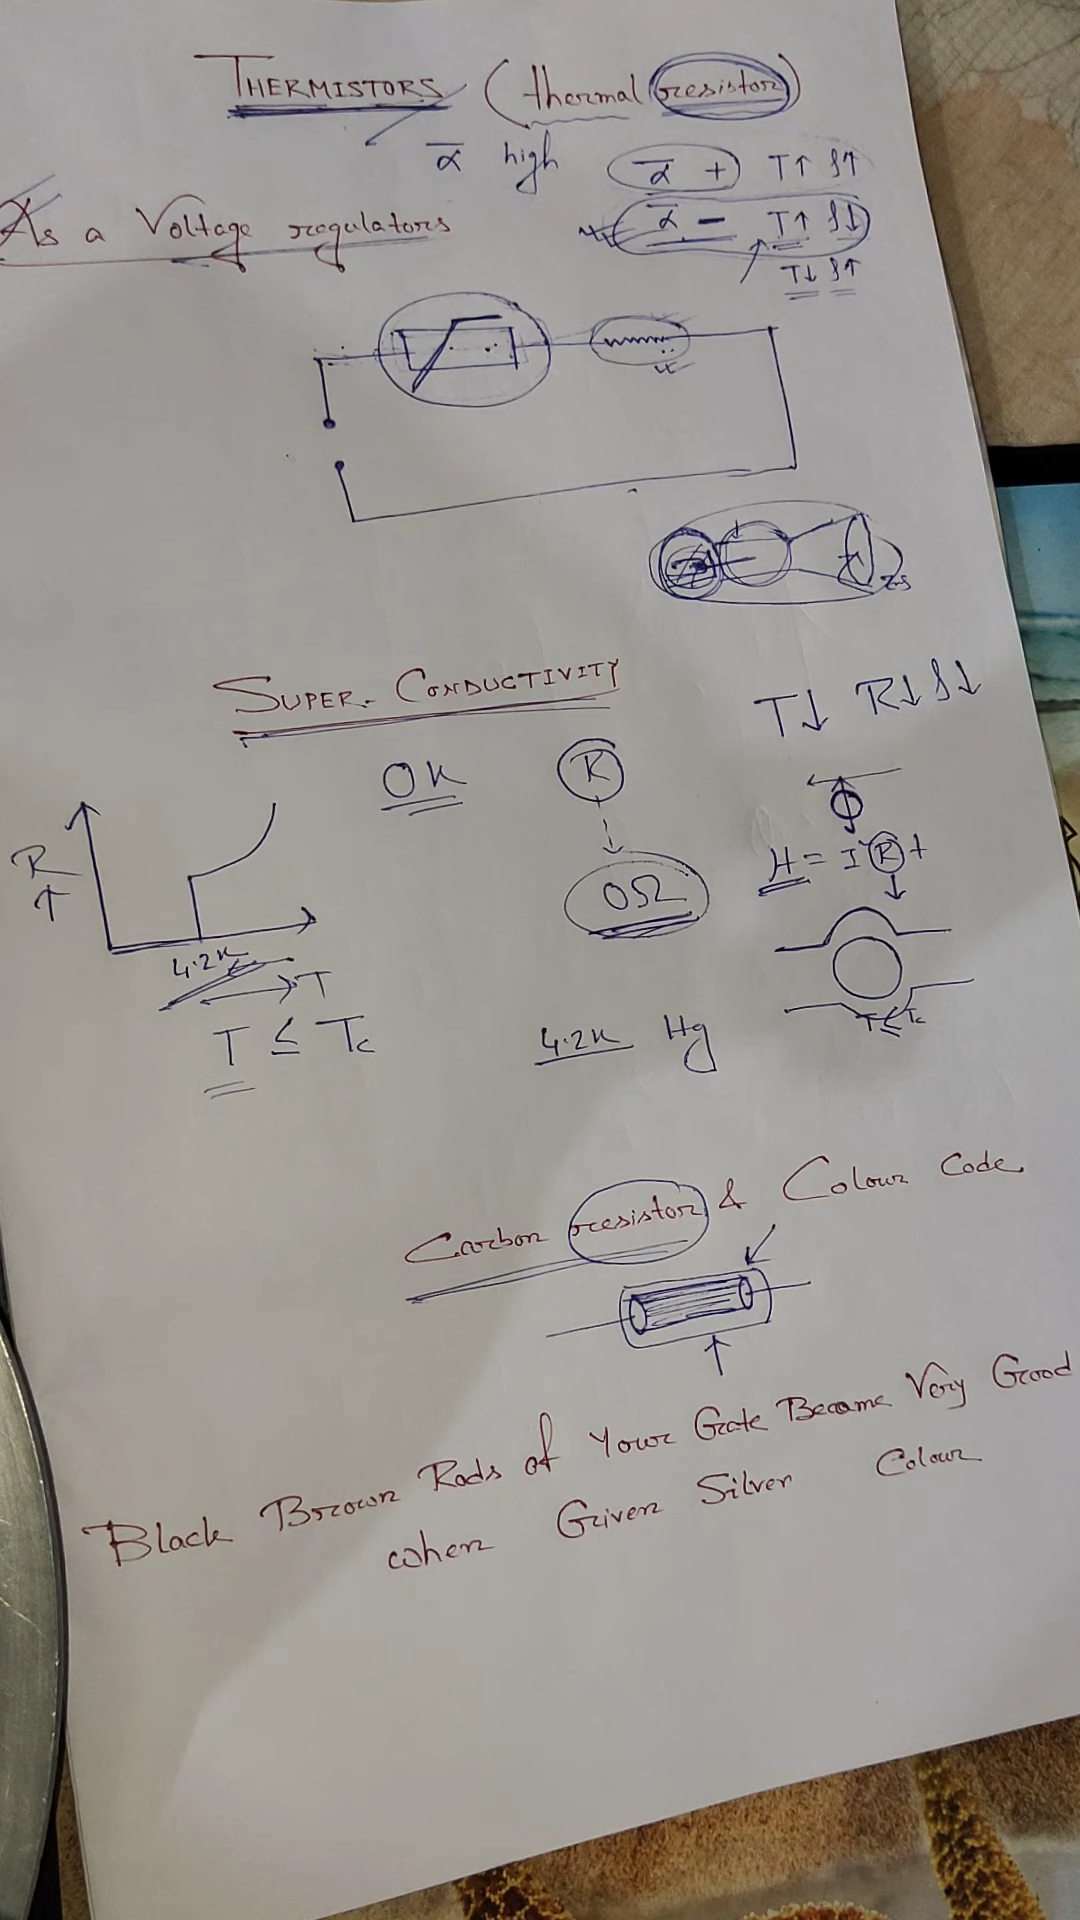 THERMISTORS (thermal resistor)
α high
α + T↑ ρ↑
As a Voltage regulators
α - T↑ ρ↓
T↓ ρ↑
SUPER-CONDUCTIVITY
T↓ R↓ ρ↓
0K
R
R
0Ω
H = I²Rt
4.2K
T
T ≤ Tc
4.2K Hg
T ≤ Tc
Carbon resistor & Colour Code
Black Brown Rods of Your Gate Became Very Good
when Given Silver Colour